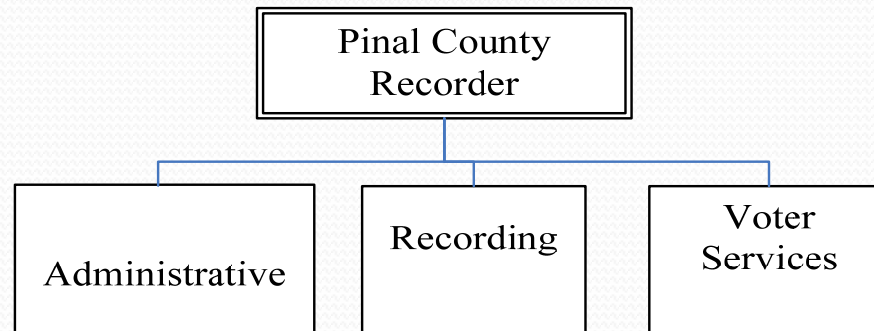 Pinal County
Recorder
Administrative
Recording
Voter
Services